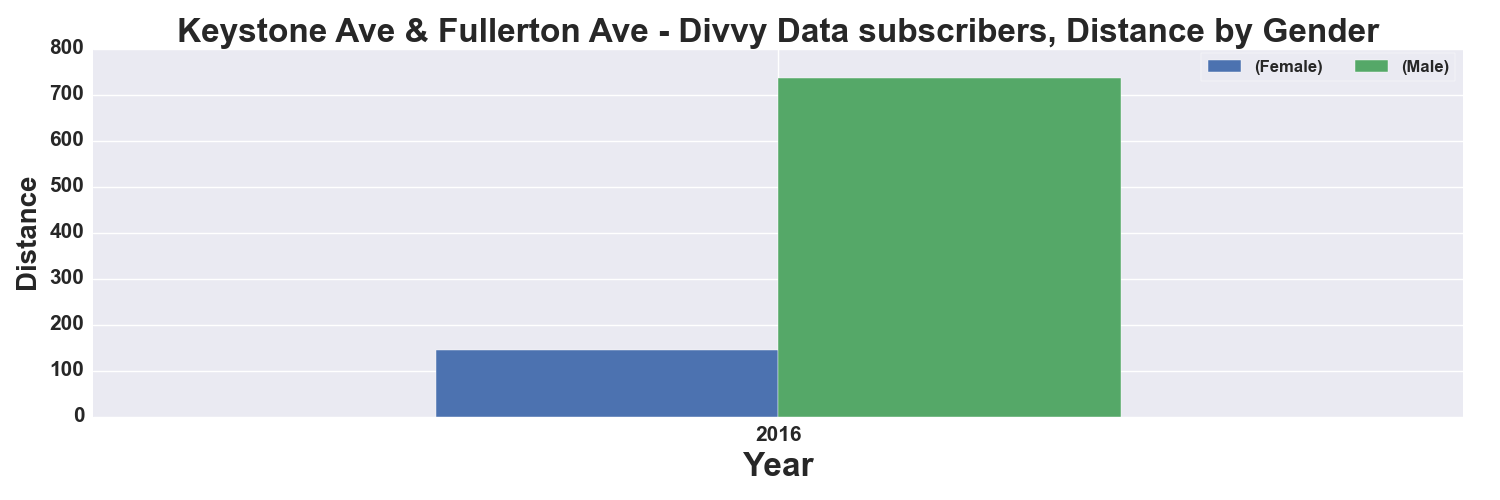 Keystone Ave & Fullerton Ave - Divvy Data subscribers, Distance by Gender
(Female) (Male)
Distance
800
700
600
500
400
300
200
100
0
2016
Year